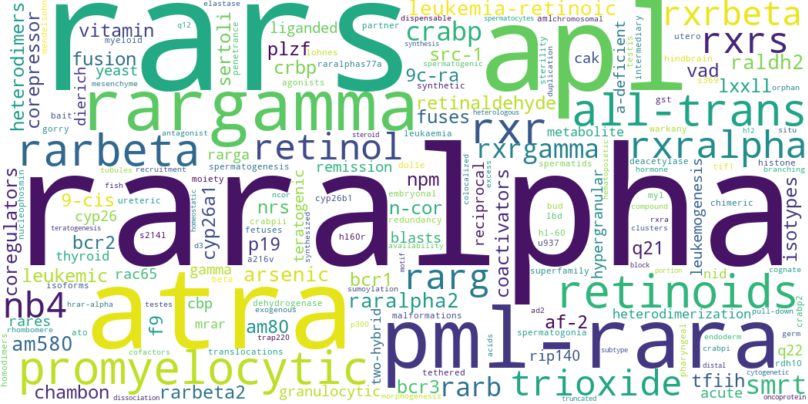 rars
apl
leukemia-retinoic
rxrbeta
rxrs
heterodimers
corepressor
vitamin
fusion
yeast
dierich
gorry
bait
myeloid
mesenchyme
q12
elastase
penetrance
sertoli
liganded
plzf
crbp
agonists
lohnes
raralphas77a
partner
crabp
src-1
9c-ra
dispensable
synthesis
spermatogenic
synthetic
spermatocytes
sterility
duplication
cak
a-deficient
utero
testis
intermediary
hindbrain
vad
raldh2
lxxll
orphan
rargamma
retinaldehyde
all-trans
gst
fuses
rxr
metabolite
heterologous
warkany
h12
situ
rarbeta
antagonist
rarga
retinol
steroid
leukaemia
rxrgamma
rxralpha
deacetylase
hormone
histone
branching
coregulators
nucleophosmin
tubules
recruitment
spermatogenesis
remission
moiety
dolle
npm
reciprocal
colocalized
excess
spermatids
hematopoietic
tif1
raralpha
9-cis
fish
ureteric
cyp26
bcr2
teratogenesis
thyroid
s2141
homeostatic
d3
cyp26a1
nrs
crabpii
fetuses
p19
synthesized
a216v
teratogenic
ncor
cyp26b1
h160r
embryonal
n-cor
redundancy
blasts
availability
motif
coactivators
bud
lbd
hl-60
u937
hypergranular
myl
compound
rxra
clusters
q21
block
leukemogenesis
chimeric
isotypes
leukemic
rac65
isoforms
gamma
beta
arsenic
bcr1
sumoylation
rarg
superfamily
nid
portion
cognate
nb4
rares
rhombomere
am580
homodimers
ato
atra
hrar-alpha
testes
f9
cbp
mrar
dehydrogenase
exogenous
am80
trap220
raralpha2
p300
two-hybrid
malformations
acids
pml-rara
ad2
af-2
spermatogonia
rip140
retinoids
heterodimerization
pull-down
crabp2
endoderm
crabpi
distal
germ
q22
rdh10
pharyngeal
promyelocytic
cofactors
translocations
chambon
dissociation
rarbeta2
granulocytic
morphogenesis
tethered
bcr3
rarb
subtype
truncated
trioxide
tfiih
acute
cytogenetic
smrt
oncoprotein